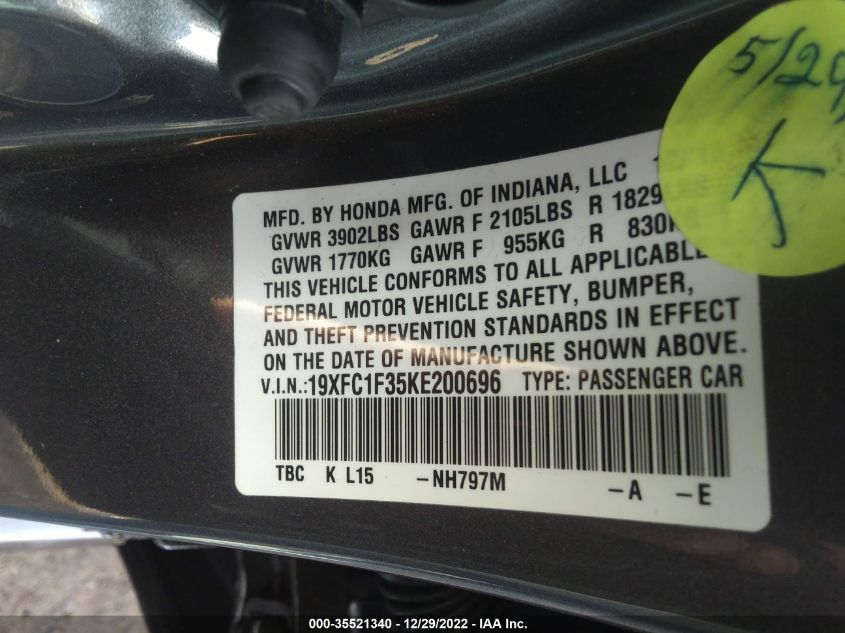 5/29
K
MFD. BY HONDA MFG. OF INDIANA, LLC
GVWR 3902LBS GAWR F 2105LBS R 1829
GVWR 1770KG GAWR F 955KG R 830
THIS VEHICLE CONFORMS TO ALL APPLICABLE
FEDERAL MOTOR VEHICLE SAFETY, BUMPER,
AND THEFT PREVENTION STANDARDS IN EFFECT
ON THE DATE OF MANUFACTURE SHOWN ABOVE.
V.I.N.:19XFC1F35KE200696 TYPE: PASSENGER CAR
TBC K L15 -NH797M -A -E
000-35521340 - 12/29/2022 - IAA Inc.